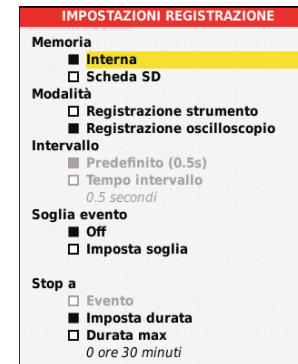 IMPOSTAZIONI REGISTRAZIONE
Memoria
Interna
Scheda SD
Modalità
Registrazione strumento
Registrazione oscilloscopio
Intervallo
Predefinito (0.5s)
Tempo intervallo
0.5 secondi
Soglia evento
Off
Imposta soglia
Stop a
Evento
Imposta durata
Durata max
0 ore 30 minuti